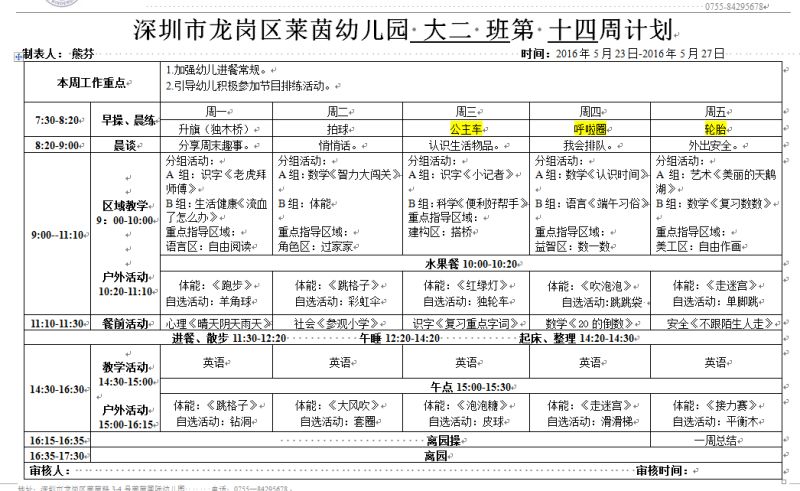 0755-84295678
深圳市龙岗区莱茵幼儿园 大二 班第 十四周计划
制表人： 熊芬 时间：2016年5月23日-2016年5月27日
本周工作重点
1.加强幼儿进餐常规。
2.引导幼儿积极参加节目排练活动。
7:30-8:20 早操、晨练 周一 周二 周三 周四 周五
升旗（独木桥） 拍球 公主车 呼啦圈 轮胎
8:20-9:00 晨谈 分享周末趣事。 悄悄话。 认识生活物品。 我会排队。 外出安全。
9:00--11:10
区域教学
9：00-10:00
分组活动：
A 组：识字《老虎拜师傅》
B 组：生活健康《流血了怎么办》
重点指导区域：
语言区：自由阅读
分组活动：
A 组：数学《智力大闯关》
B 组：体能
重点指导区域：
角色区：过家家
分组活动：
A 组：识字《小记者》
B 组：科学《便利好帮手》
重点指导区域：
建构区：搭桥
分组活动：
A 组：数学《认识时间》
B 组：语言《端午习俗》
重点指导区域：
益智区：数一数
分组活动：
A 组：艺术《美丽的天鹅湖》
B 组：数学《复习数数》
重点指导区域：
美工区：自由作画
水果餐 10:00-10:20
户外活动
10:20-11:10
体能：《跑步》 体能：《跳格子》 体能：《红绿灯》 体能：《吹泡泡》 体能：《走迷宫》
自选活动：羊角球 自选活动：彩虹伞 自选活动：独轮车 自选活动：跳跳袋 自选活动：单脚跳
11:10-11:30 餐前活动 心理《晴天阴天雨天》 社会《参观小学》 识字《复习重点字词》 数学《20 的倒数》 安全《不跟陌生人走》
进餐、散步 11:30-12:20 午睡 12:20-14:20 起床、整理 14:20-14:30
14:30-16:30
教学活动
14:30-15:00
英语 英语 英语 英语 英语
午点 15:00-15:30
户外活动
15:00-16:15
体能：《跳格子》 体能：《大风吹》 体能：《泡泡糖》 体能：《走迷宫》 体能：《接力赛》
自选活动：钻洞 自选活动：套圈 自选活动：皮球 自选活动：滑滑梯 自选活动：平衡木
16:15-16:35 离园操 一周总结
16:35-17:30 离园
审核人： 审核时间：